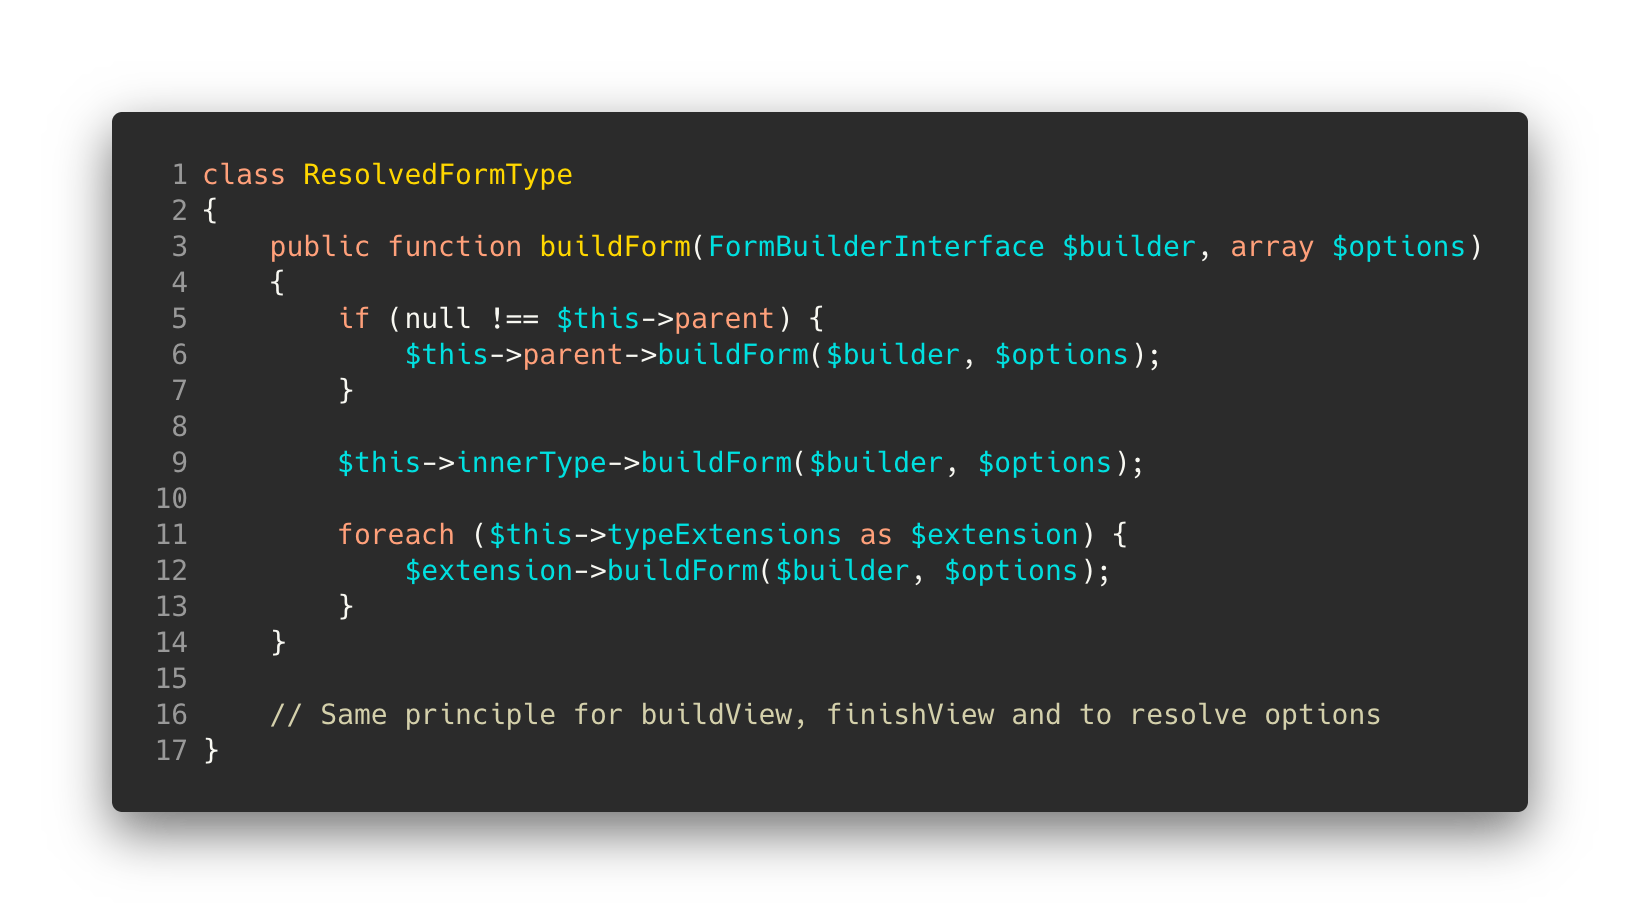 1 class ResolvedFormType
2 {
3     public function buildForm(FormBuilderInterface $builder, array $options)
4     {
5         if (null !== $this->parent) {
6             $this->parent->buildForm($builder, $options);
7         }
8
9         $this->innerType->buildForm($builder, $options);
10
11         foreach ($this->typeExtensions as $extension) {
12             $extension->buildForm($builder, $options);
13         }
14     }
15
16     // Same principle for buildView, finishView and to resolve options
17 }